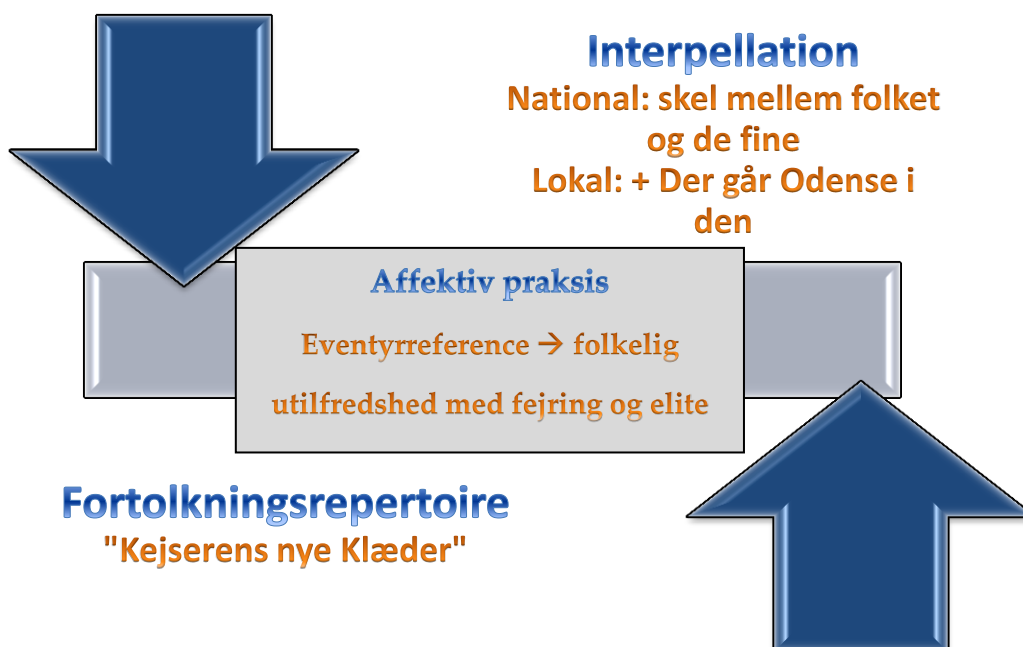 Interpellation
National: skel mellem folket
og de fine
Lokal: + Der går Odense i
den
Affektiv praksis
Eventyrreference → folkelig
utilfredshed med fejring og elite
Fortolkningsrepertoire
"Kejserens nye Klæder"